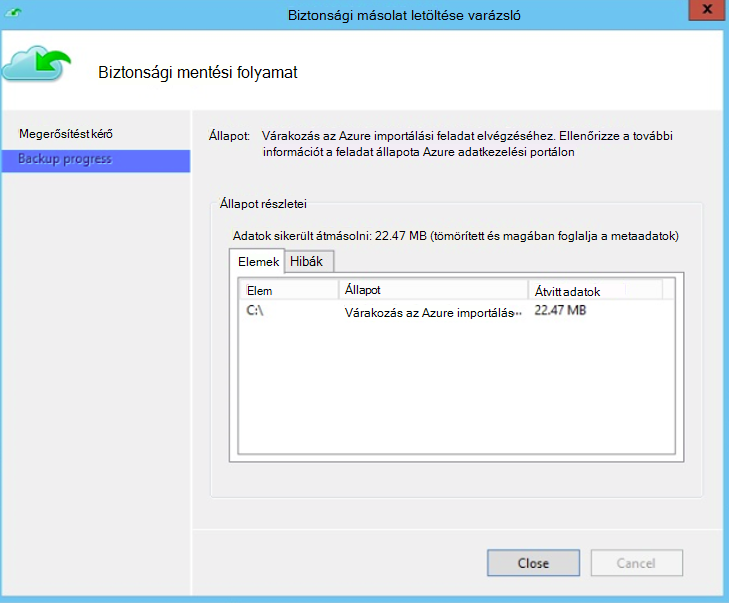 Biztonsági másolat letöltése varázsló
x
Biztonsági mentési folyamat
Megerősítést kérő
Backup progress
Állapot: Várakozás az Azure importálási feladat elvégzéséhez. Ellenőrizze a további
információt a feladat állapota Azure adatkezelési portálon
Állapot részletei
Adatok sikerült átmásolni: 22.47 MB (tömörített és magában foglalja a metaadatok)
Elemek Hibák
Elem Állapot Átvitt adatok
C:\ Várakozás az Azure importálás... 22.47 MB
Close Cancel